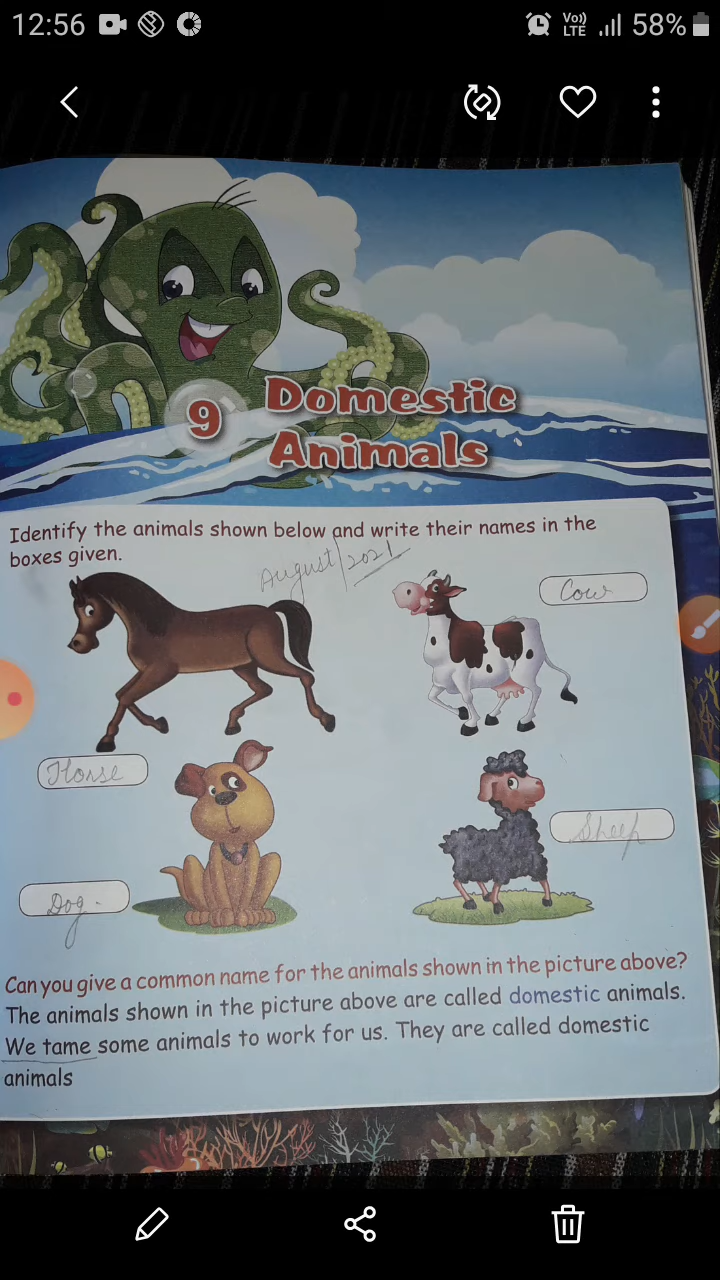 12:56
Vo))
LTE
58%
9
Domestic
Animals
Identify the animals shown below and write their names in the
boxes given.
August/2021
Cow
Horse
Sheep
Dog.
Can you give a common name for the animals shown in the picture above?
The animals shown in the picture above are called domestic animals.
We tame some animals to work for us. They are called domestic
animals